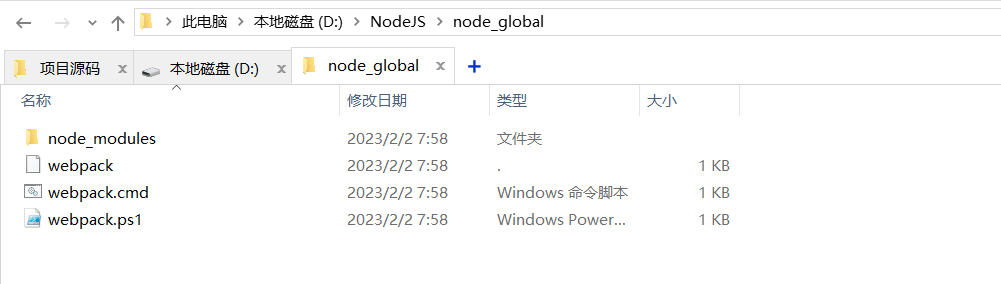 此电脑 > 本地磁盘 (D:) > NodeJS > node_global
项目源码 x 本地磁盘 (D:) x node_global x +
名称 修改日期 类型 大小
node_modules 2023/2/2 7:58 文件夹
webpack 2023/2/2 7:58 . 1 KB
webpack.cmd 2023/2/2 7:58 Windows 命令脚本 1 KB
webpack.ps1 2023/2/2 7:58 Windows Power... 1 KB